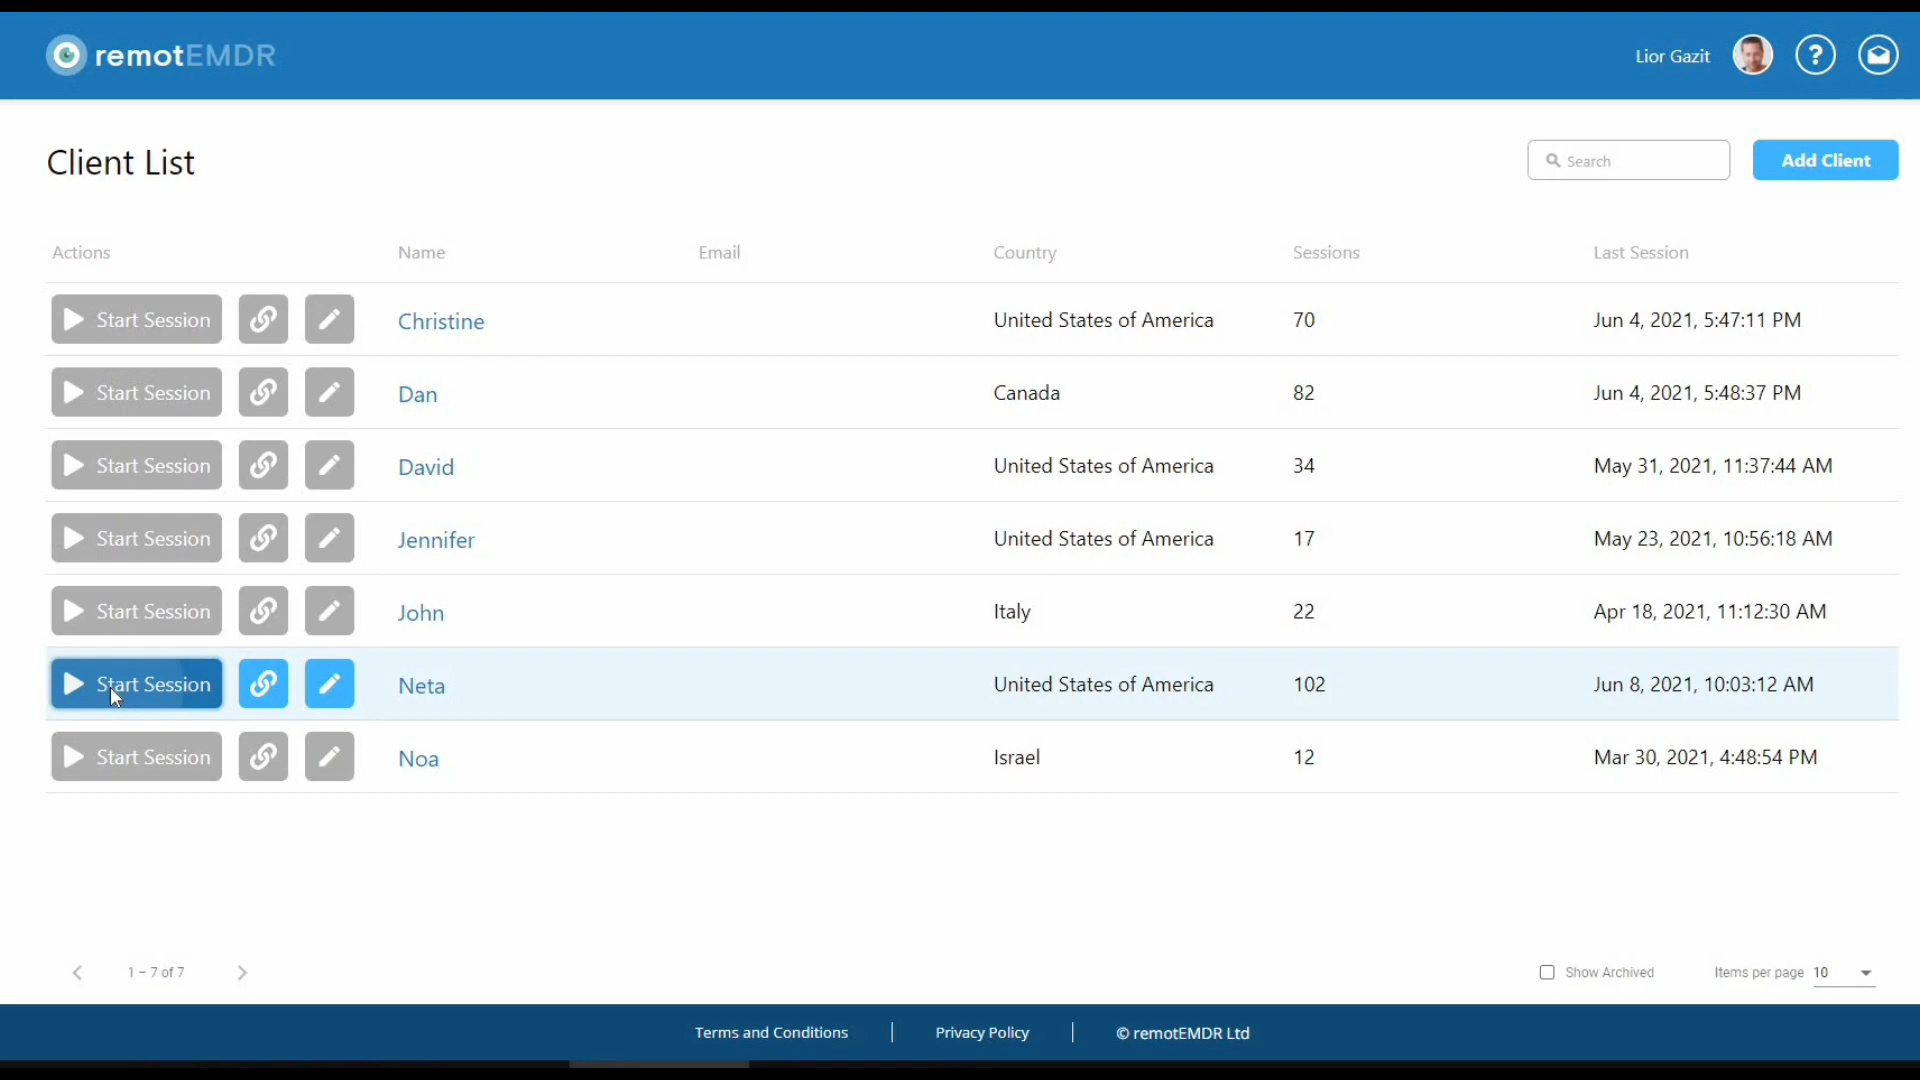 remotEMDR
Lior Gazit
?
Client List
Search
Add Client
Actions Name Email Country Sessions Last Session
Start Session Christine United States of America 70 Jun 4, 2021, 5:47:11 PM
Start Session Dan Canada 82 Jun 4, 2021, 5:48:37 PM
Start Session David United States of America 34 May 31, 2021, 11:37:44 AM
Start Session Jennifer United States of America 17 May 23, 2021, 10:56:18 AM
Start Session John Italy 22 Apr 18, 2021, 11:12:30 AM
Start Session Neta United States of America 102 Jun 8, 2021, 10:03:12 AM
Start Session Noa Israel 12 Mar 30, 2021, 4:48:54 PM
1 – 7 of 7 Show Archived Items per page 10
Terms and Conditions | Privacy Policy | © remotEMDR Ltd